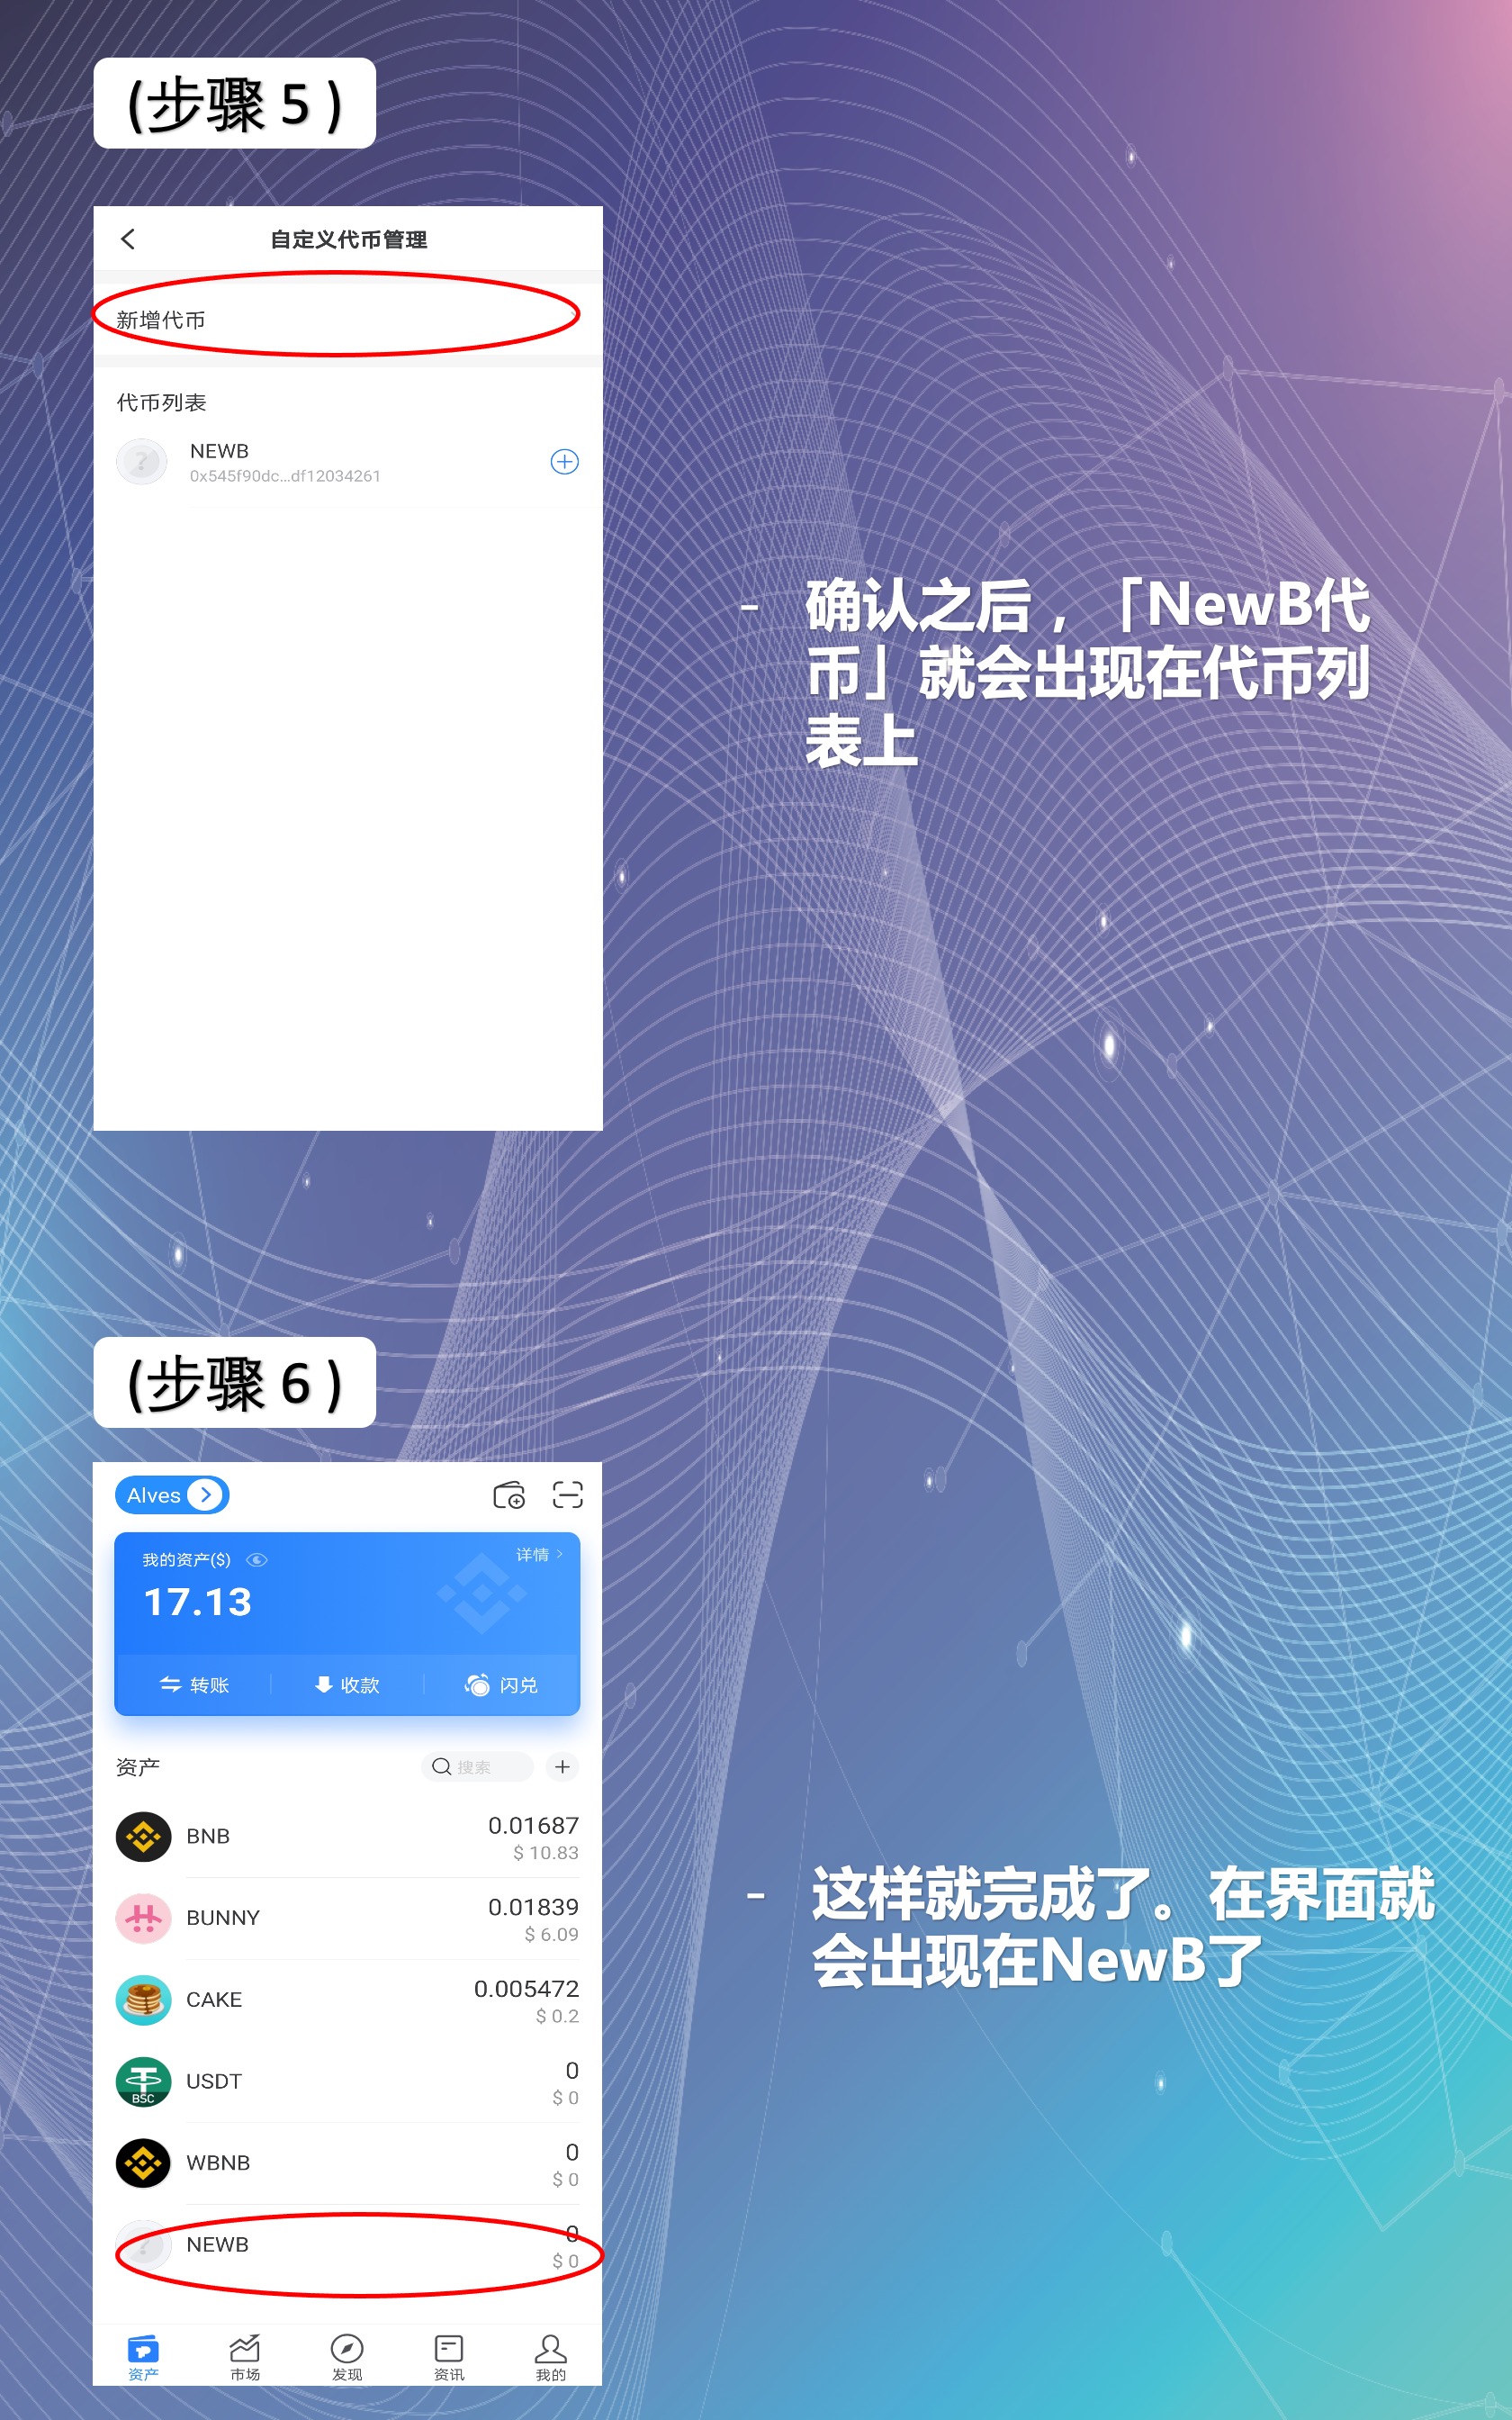 (步骤 5 )
自定义代币管理
新增代币
代币列表
NEWB
0x545f90dc...df12034261
- 确认之后，「NewB代
币」就会出现在代币列
表上
(步骤 6 )
Alves
我的资产($)
详情
17.13
转账 收款 闪兑
资产 搜索
BNB 0.01687
$ 10.83
BUNNY 0.01839
$ 6.09
CAKE 0.005472
$ 0.2
USDT 0
BSC $ 0
WBNB 0
$ 0
NEWB 0
$ 0
资产 市场 发现 资讯 我的
- 这样就完成了。在界面就
会出现在NewB了